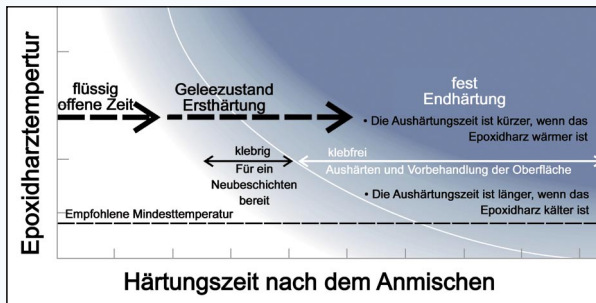 Epoxidharztempertur
flüssig
offene Zeit
Geleezustand
Ersthärtung
fest
Endhärtung
• Die Aushärtungszeit ist kürzer, wenn das
Epoxidharz wärmer ist
klebrig
Für ein
Neubeschichten
bereit
klebfrei
Aushärten und Vorbehandlung der Oberfläche
• Die Aushärtungszeit ist länger, wenn das
Epoxidharz kälter ist
Empfohlene Mindesttemperatur
Härtungszeit nach dem Anmischen